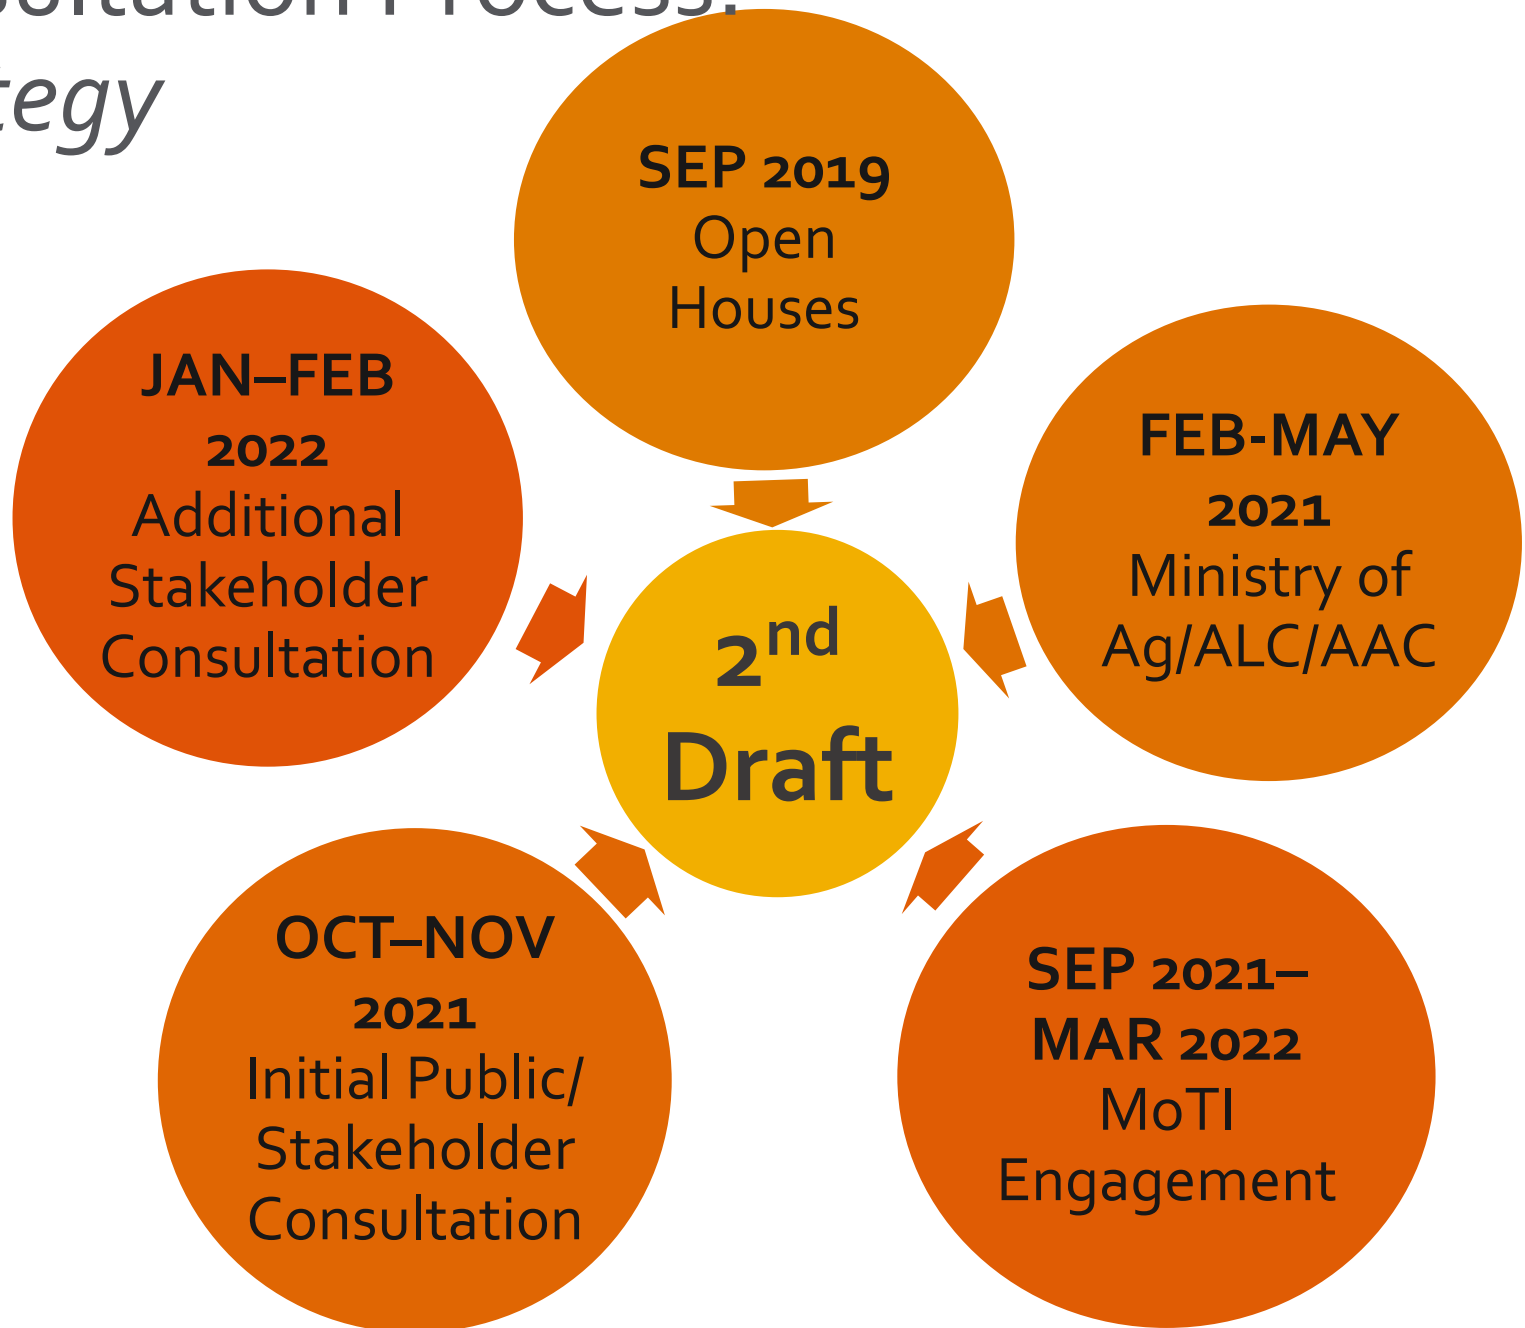 tegy
SEP 2019
Open
Houses
FEB-MAY
2021
Ministry of
Ag/ALC/AAC
SEP 2021–
MAR 2022
MoTI
Engagement
OCT–NOV
2021
Initial Public/
Stakeholder
Consultation
JAN–FEB
2022
Additional
Stakeholder
Consultation
2nd
Draft